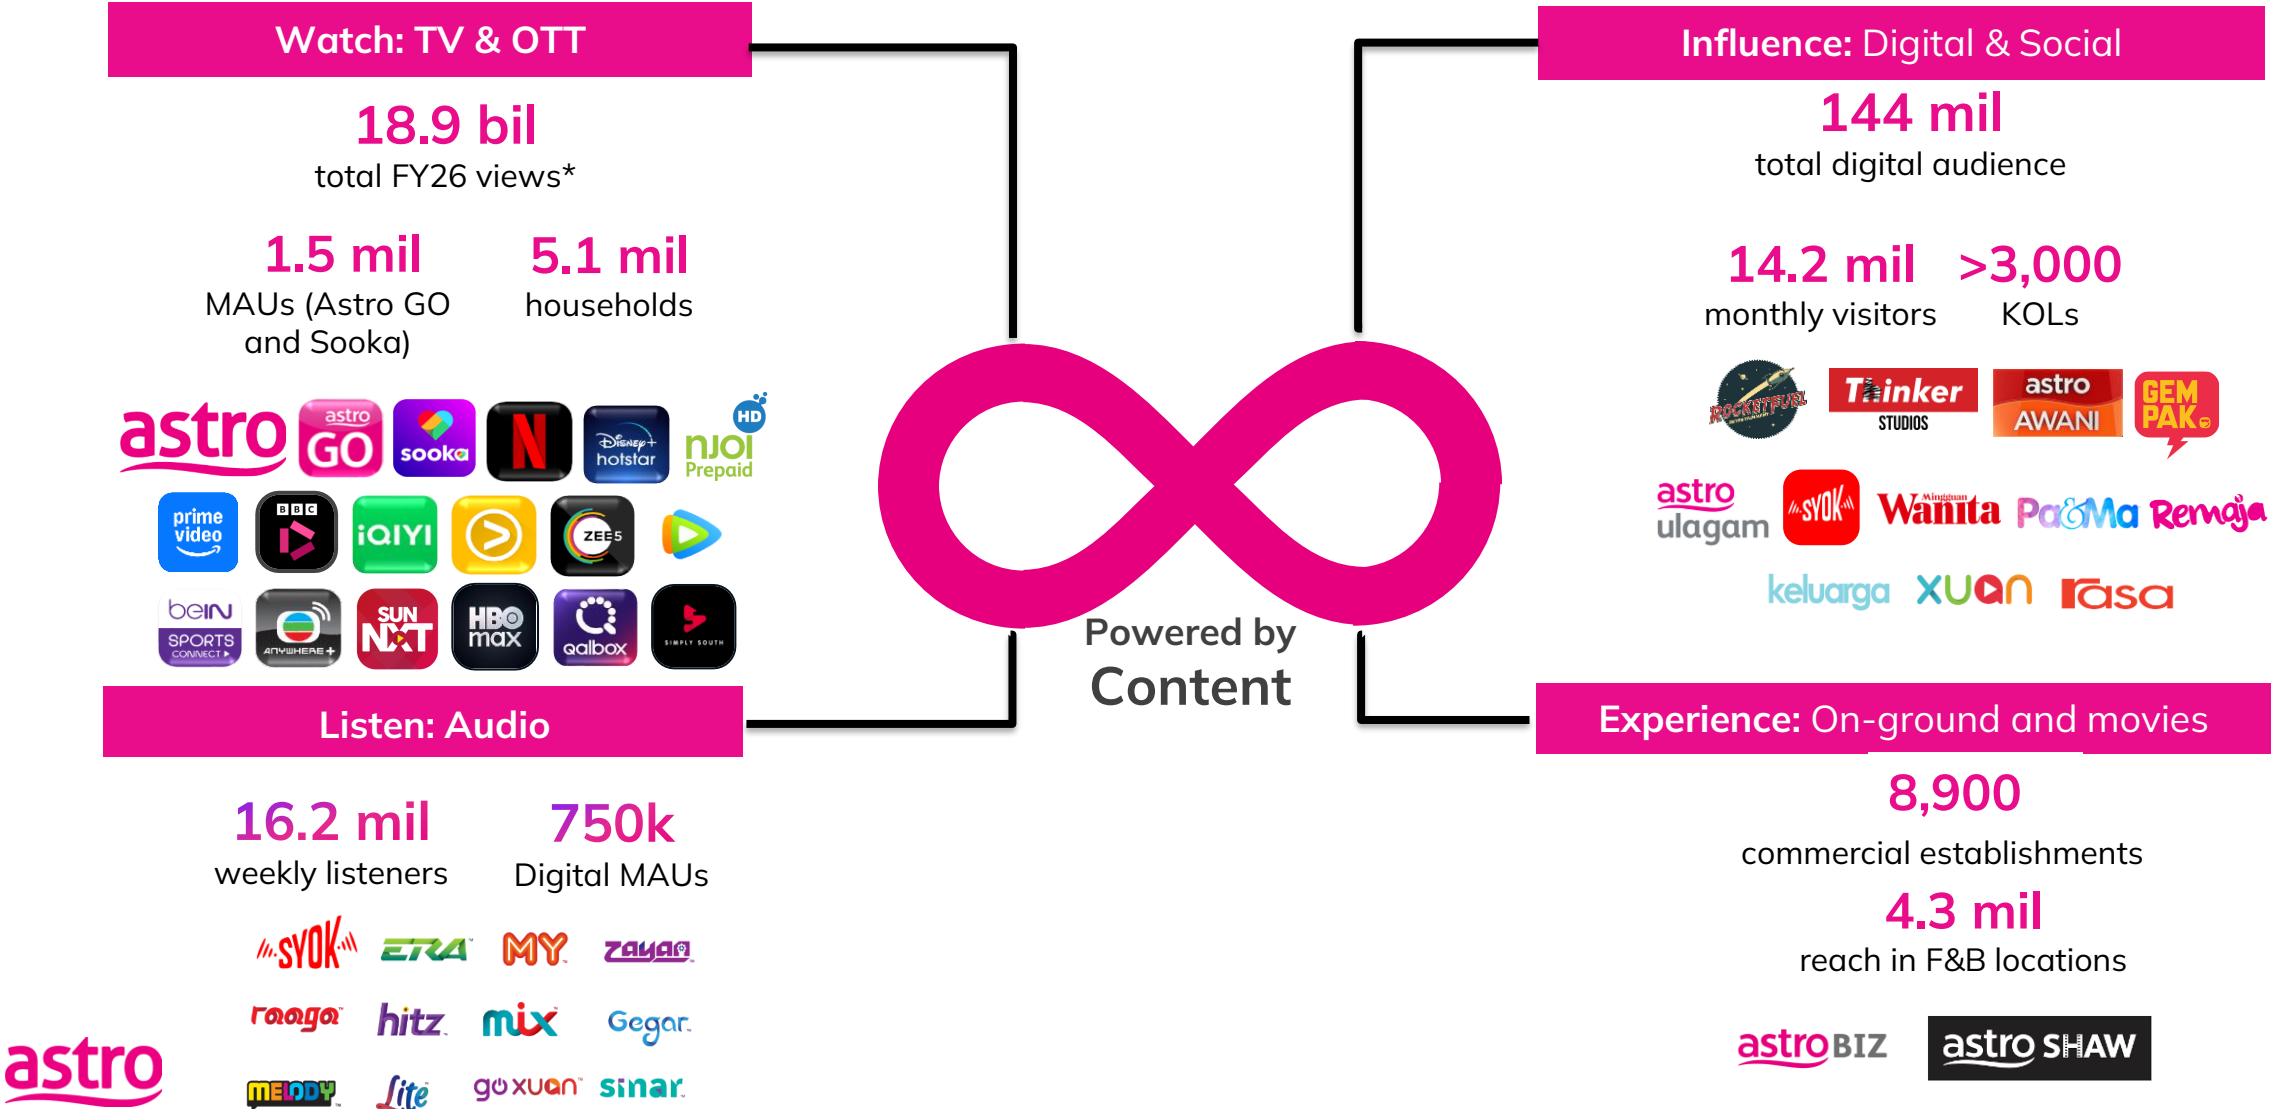 Watch: TV & OTT
18.9 bil
total FY26 views*
1.5 mil
MAUs (Astro GO
and Sooka)
5.1 mil
households
astro
astro
GO
sooka
N
Disney+
hotstar
HD
njoi
Prepaid
prime
video
BBC
iQIYI
ZEE5
beIN
SPORTS
CONNECT
ANYWHERE+
SUN
NXT
HBO
max
qalbox
SIMPLY SOUTH
Listen: Audio
16.2 mil
weekly listeners
750k
Digital MAUs
SYOK
ERA
MY
zayan
raaga
hitz
mix
Gegar
MELODY
Lite
goxuan
sinar
astro
Powered by
Content
Influence: Digital & Social
144 mil
total digital audience
14.2 mil
monthly visitors
>3,000
KOLs
ROCKETFUEL
Thinker
STUDIOS
astro
AWANI
GEM
PAK
astro
ulagam
SYOK
Mingguan
Wanita
Pa&Ma
Remaja
keluarga
XUAN
rasa
Experience: On-ground and movies
8,900
commercial establishments
4.3 mil
reach in F&B locations
astro BIZ
astro SHAW